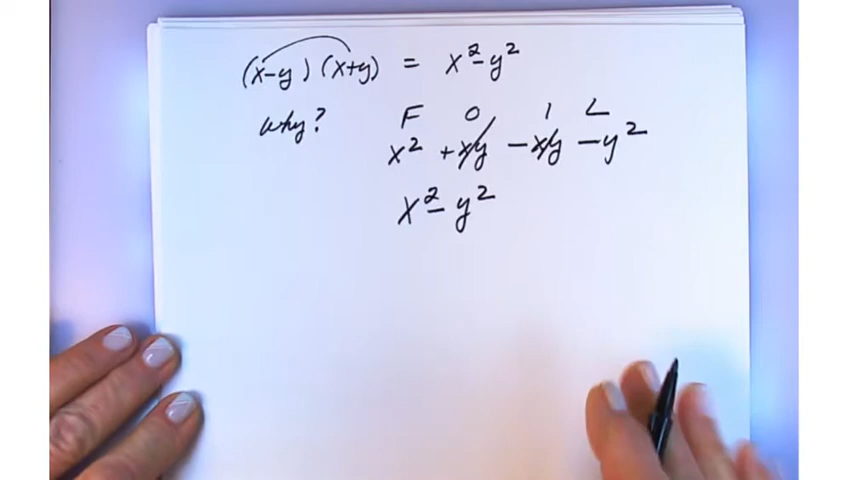 (x-y)(x+y) = x²-y²
Why? F O I L
x² +xy -xy -y²
x²-y²